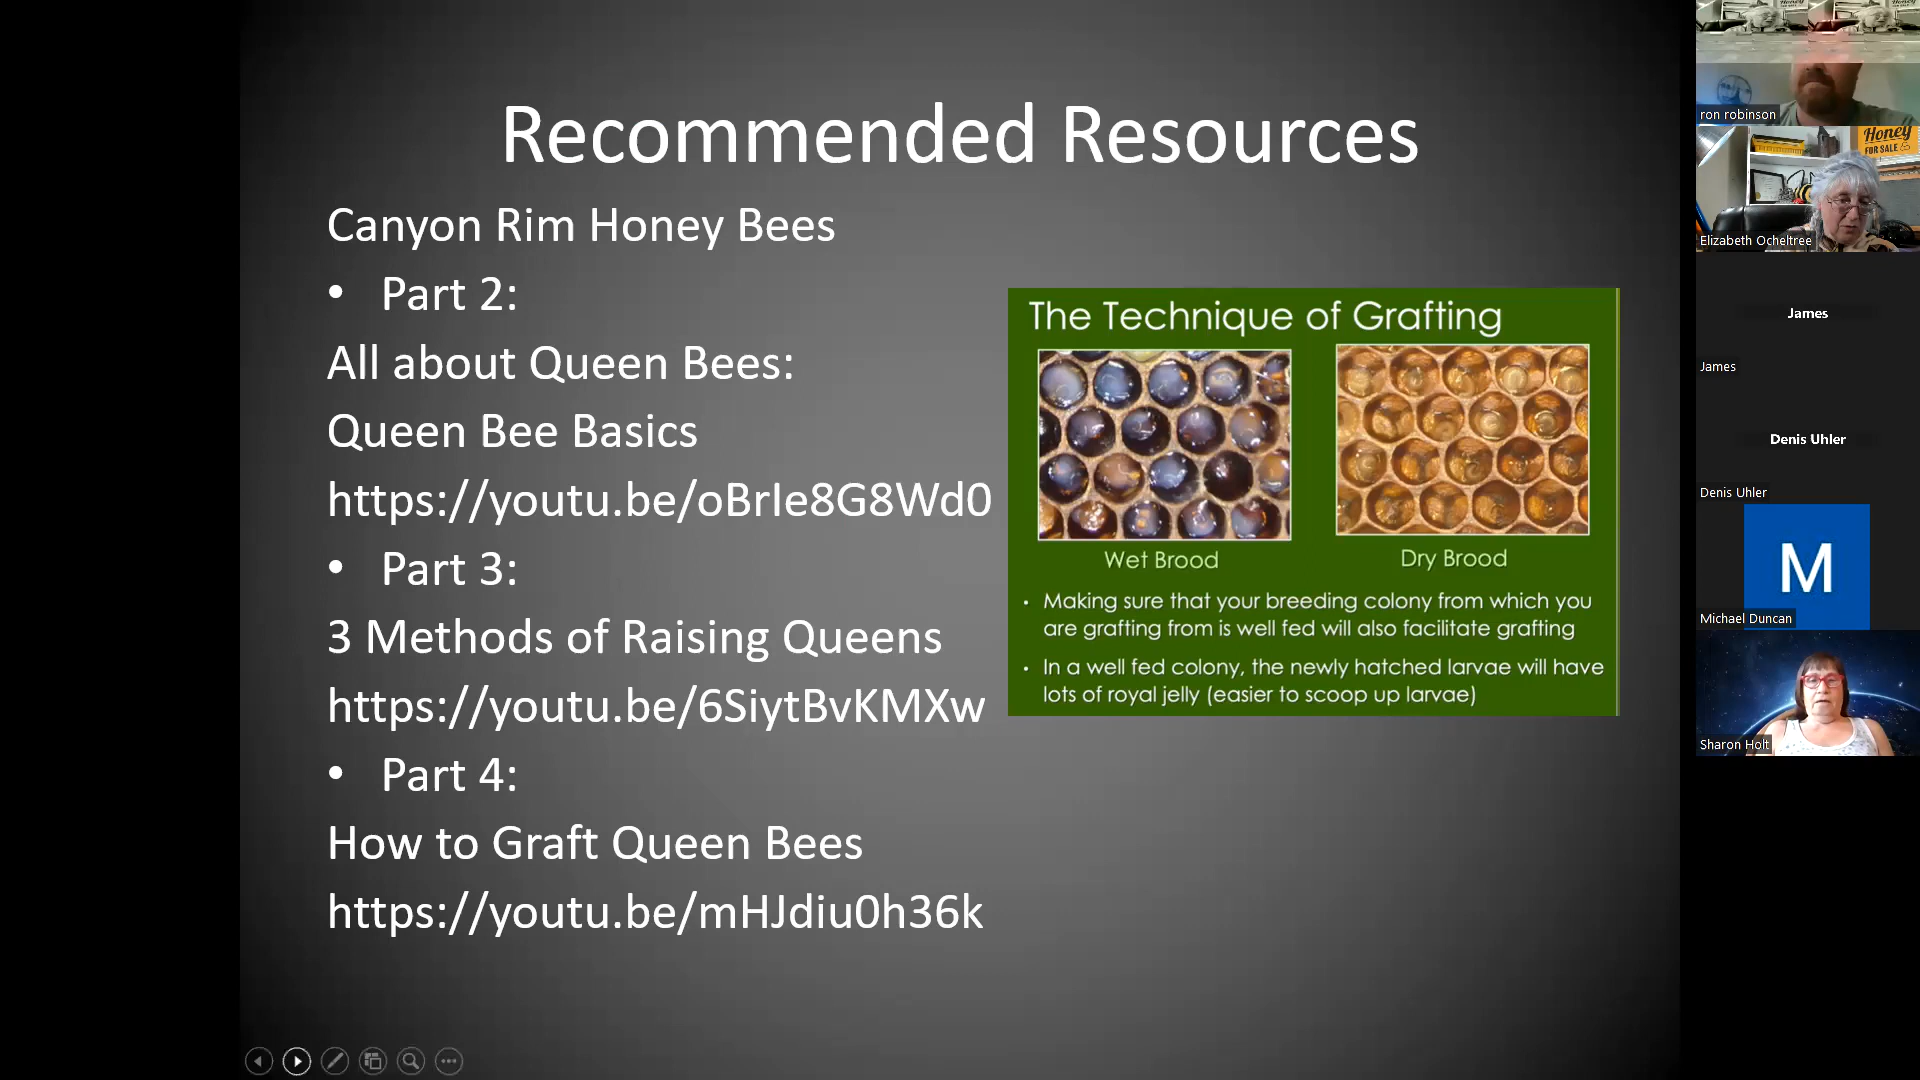 Recommended Resources
Canyon Rim Honey Bees
• Part 2:
All about Queen Bees:
Queen Bee Basics
https://youtu.be/oBrIe8G8Wd0
• Part 3:
3 Methods of Raising Queens
https://youtu.be/6SiytBvKMXw
• Part 4:
How to Graft Queen Bees
https://youtu.be/mHJdiu0h36k
The Technique of Grafting
Wet Brood
Dry Brood
• Making sure that your breeding colony from which you
are grafting from is well fed will also facilitate grafting
• In a well fed colony, the newly hatched larvae will have
lots of royal jelly (easier to scoop up larvae)
ron robinson
Honey
FOR SALE
Elizabeth Ocheltree
James
James
Denis Uhler
Denis Uhler
M
Michael Duncan
Sharon Holt